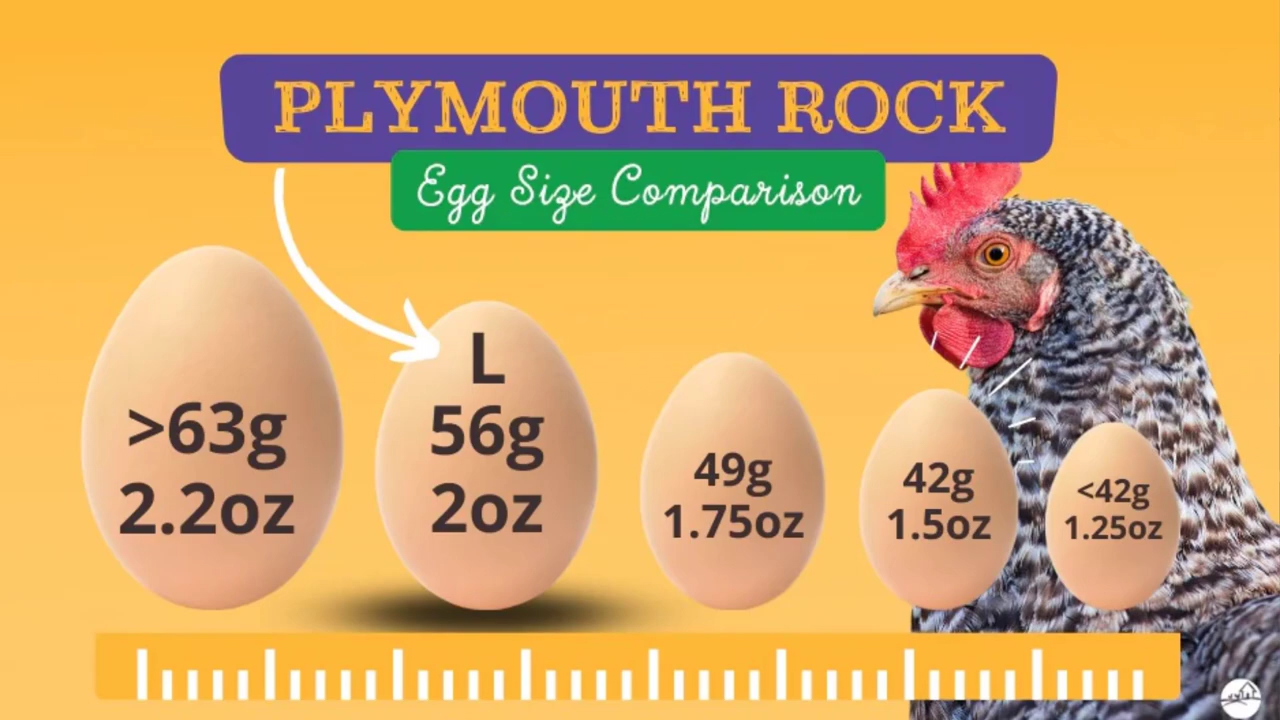 PLYMOUTH ROCK
Egg Size Comparison
>63g
2.2oz
L
56g
2oz
49g
1.75oz
42g
1.5oz
<42g
1.25oz